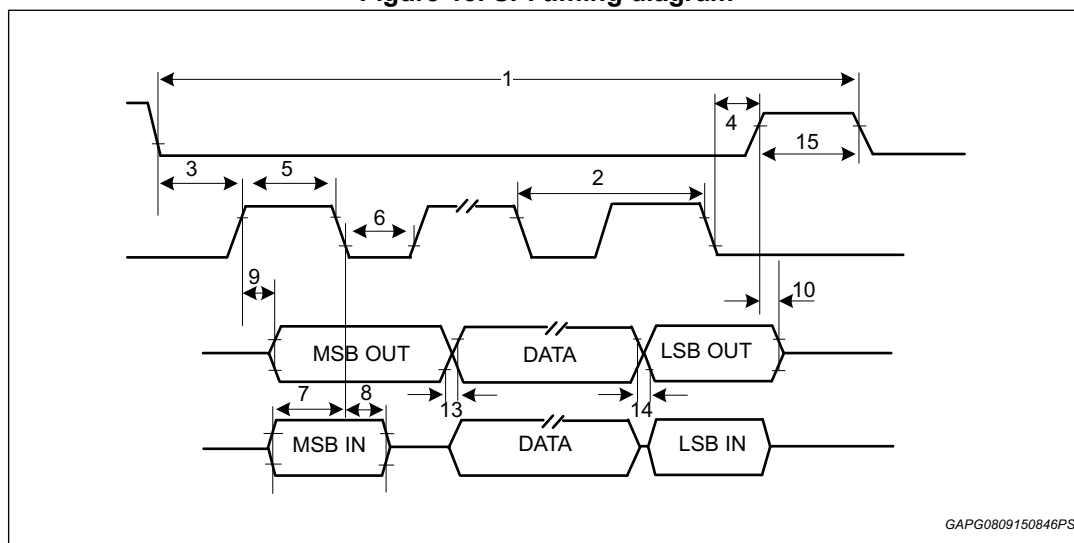 Figure SPI timing diagram
1
4
15
3
5
2
6
9
10
MSB OUT
DATA
LSB OUT
7
8
13
14
MSB IN
DATA
LSB IN
GAPG0809150846PS